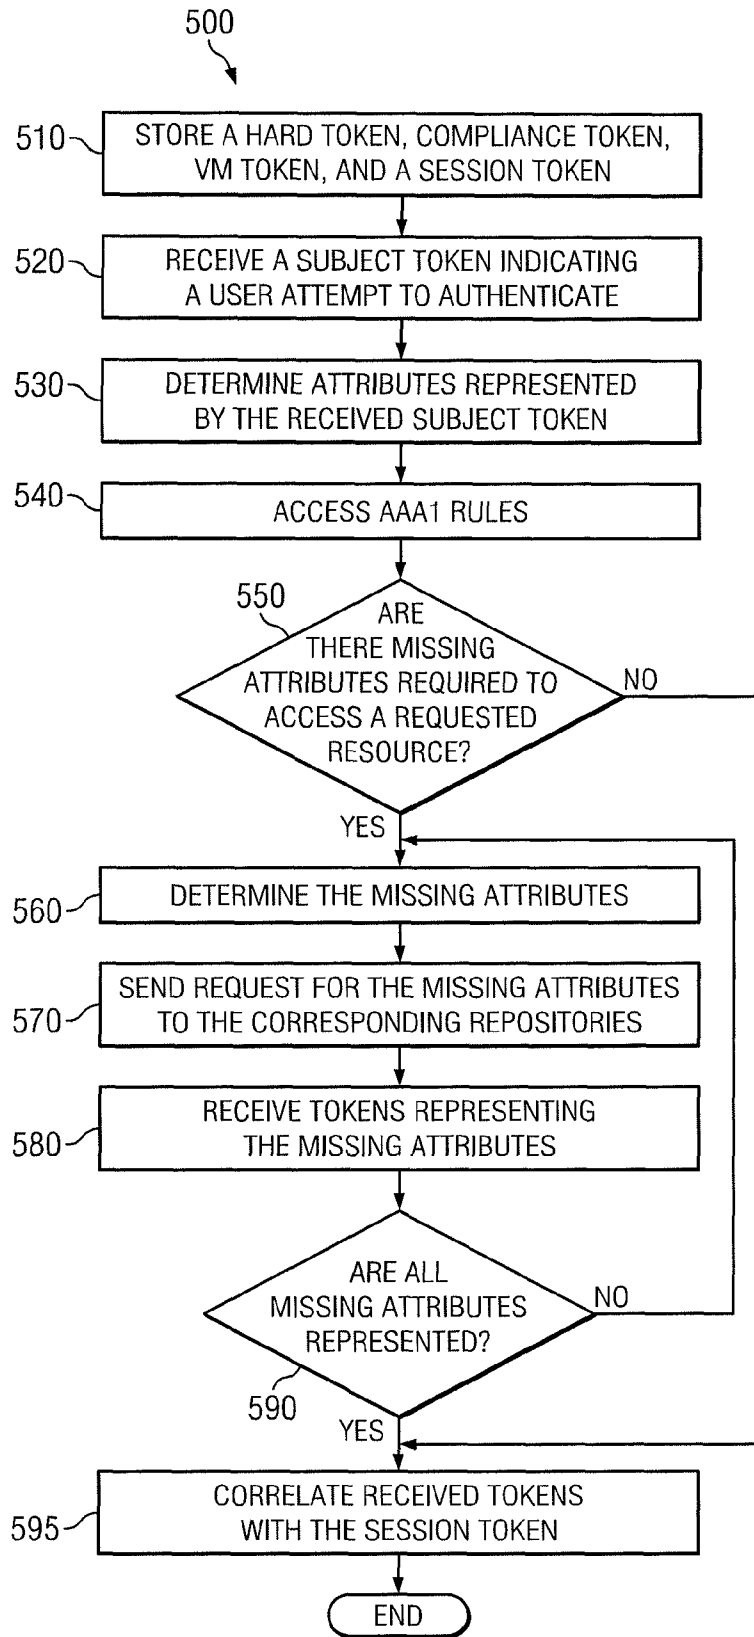 500
510
STORE A HARD TOKEN, COMPLIANCE TOKEN,
VM TOKEN, AND A SESSION TOKEN
520
RECEIVE A SUBJECT TOKEN INDICATING
A USER ATTEMPT TO AUTHENTICATE
530
DETERMINE ATTRIBUTES REPRESENTED
BY THE RECEIVED SUBJECT TOKEN
540
ACCESS AAA1 RULES
550
ARE
THERE MISSING
ATTRIBUTES REQUIRED TO
ACCESS A REQUESTED
RESOURCE?
NO
YES
560
DETERMINE THE MISSING ATTRIBUTES
570
SEND REQUEST FOR THE MISSING ATTRIBUTES
TO THE CORRESPONDING REPOSITORIES
580
RECEIVE TOKENS REPRESENTING
THE MISSING ATTRIBUTES
ARE ALL
MISSING ATTRIBUTES
REPRESENTED?
NO
590
YES
595
CORRELATE RECEIVED TOKENS
WITH THE SESSION TOKEN
END